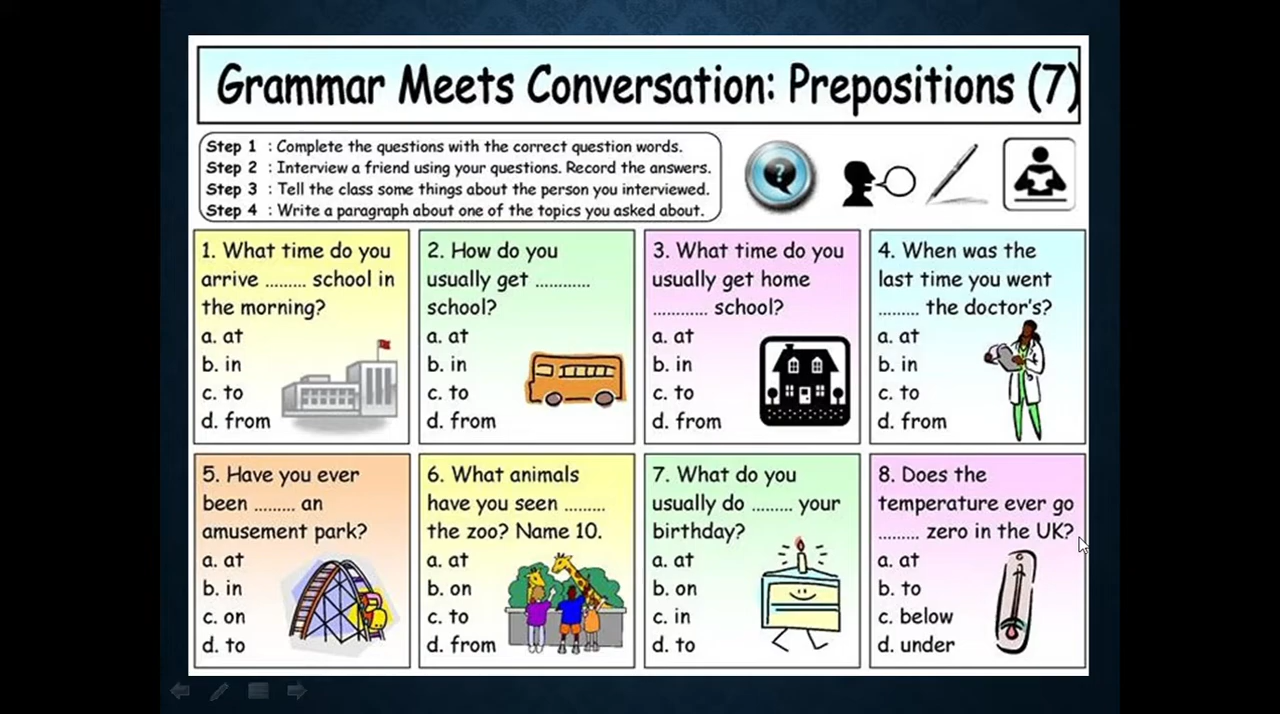 Grammar Meets Conversation: Prepositions (7)
Step 1 : Complete the questions with the correct question words.
Step 2 : Interview a friend using your questions. Record the answers.
Step 3 : Tell the class some things about the person you interviewed.
Step 4 : Write a paragraph about one of the topics you asked about.
?
1. What time do you
arrive ......... school in
the morning?
a. at
b. in
c. to
d. from
2. How do you
usually get ............
school?
a. at
b. in
c. to
d. from
3. What time do you
usually get home
............ school?
a. at
b. in
c. to
d. from
4. When was the
last time you went
......... the doctor's?
a. at
b. in
c. to
d. from
5. Have you ever
been ......... an
amusement park?
a. at
b. in
c. on
d. to
6. What animals
have you seen .........
the zoo? Name 10.
a. at
b. on
c. to
d. from
7. What do you
usually do ......... your
birthday?
a. at
b. on
c. in
d. to
8. Does the
temperature ever go
......... zero in the UK?
a. at
b. to
c. below
d. under